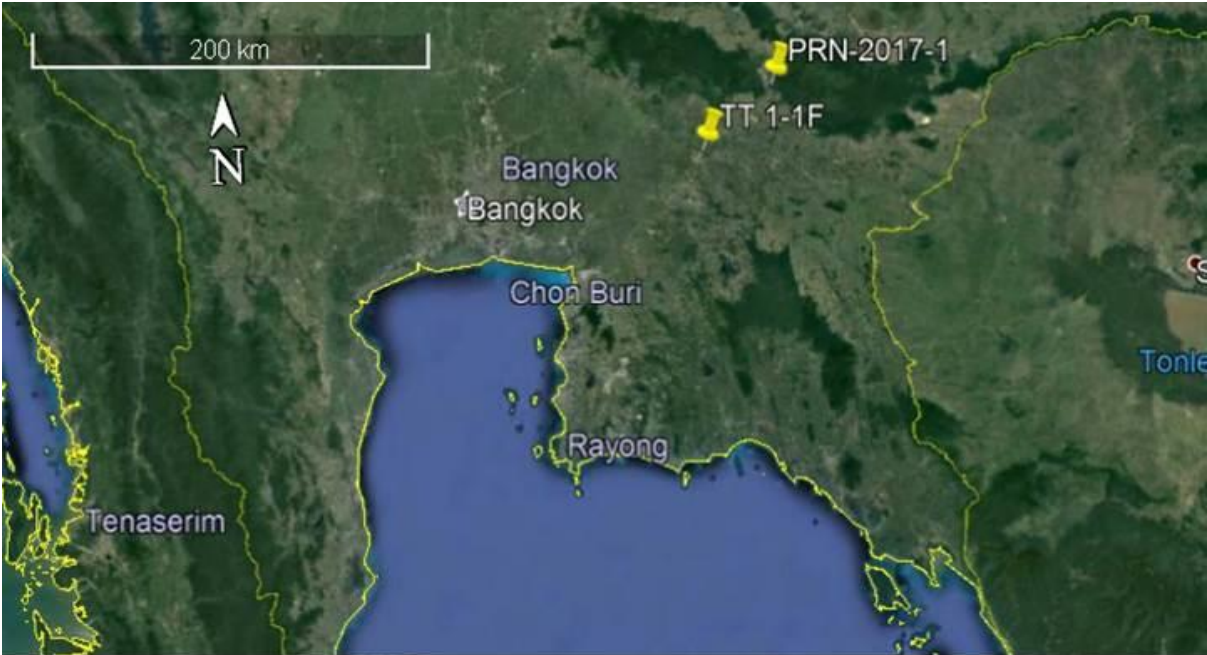 200 km
PRN-2017-1
TT 1-1F
N
Bangkok
Bangkok
Chon Buri
Rayong
Tenaserim
S
Tonle